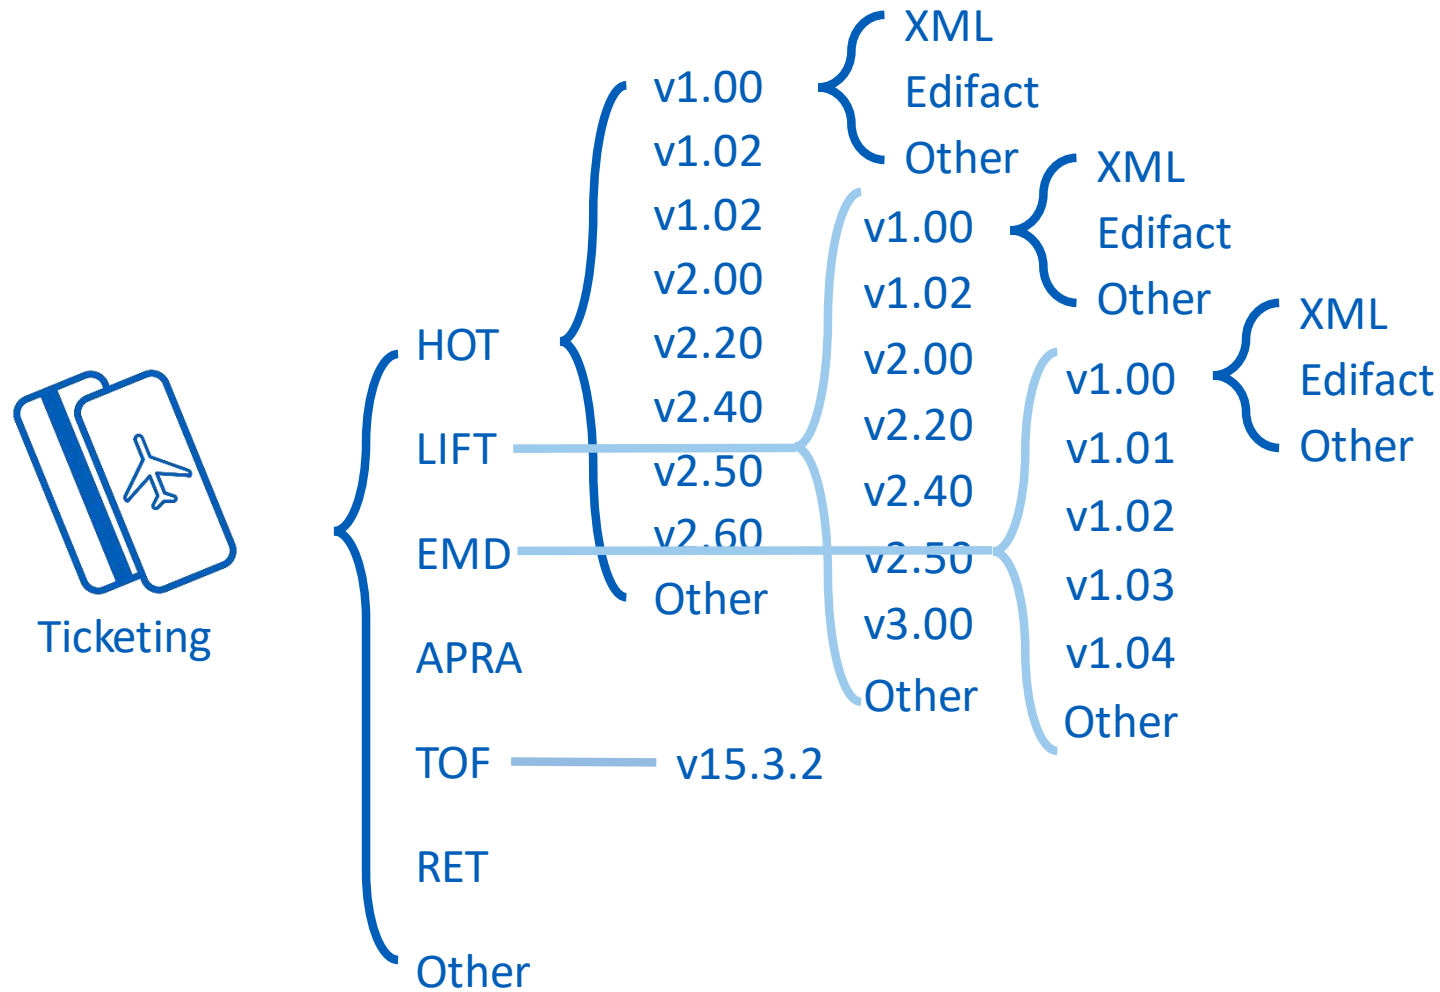 Ticketing
HOT
LIFT
EMD
APRA
TOF
RET
Other
v1.00
v1.02
v1.02
v2.00
v2.20
v2.40
v2.50
v2.60
Other
XML
Edifact
Other
v1.00
v1.02
v2.00
v2.20
v2.40
v2.50
v3.00
Other
XML
Edifact
Other
v1.00
v1.01
v1.02
v1.03
v1.04
Other
XML
Edifact
Other
v15.3.2